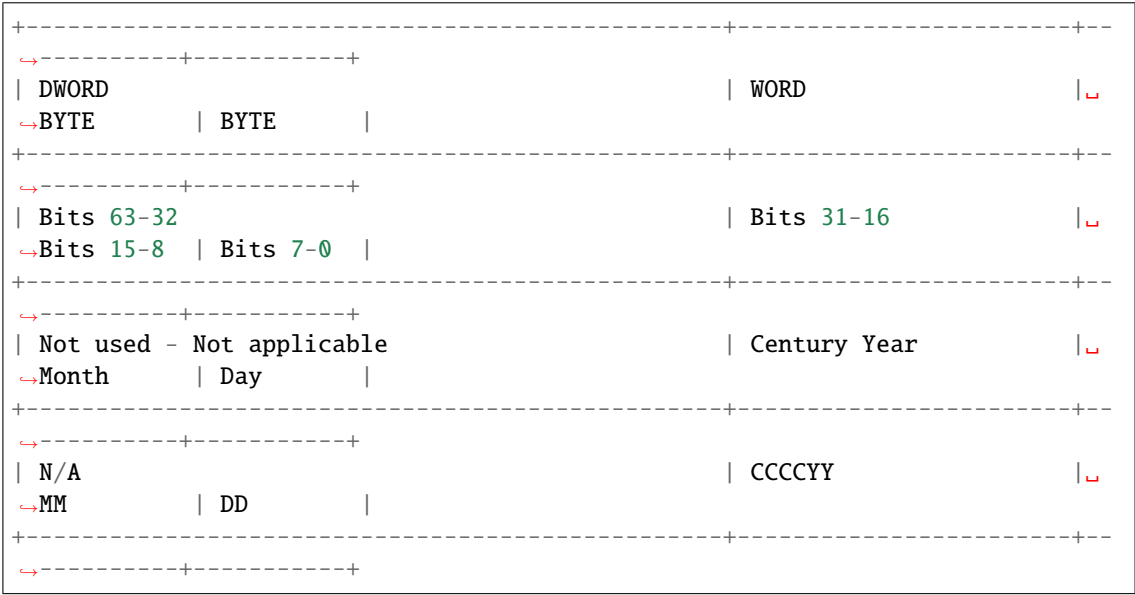 +--------------------------------------------------+------------------------+--
↪----------+-----------+
| DWORD                                            | WORD                   |␣
↪BYTE       | BYTE      |
+--------------------------------------------------+------------------------+--
↪----------+-----------+
| Bits 63-32                                       | Bits 31-16             |␣
↪Bits 15-8  | Bits 7-0  |
+--------------------------------------------------+------------------------+--
↪----------+-----------+
| Not used - Not applicable                        | Century Year           |␣
↪Month      | Day       |
+--------------------------------------------------+------------------------+--
↪----------+-----------+
| N/A                                              | CCCCYY                 |␣
↪MM         | DD        |
+--------------------------------------------------+------------------------+--
↪----------+-----------+